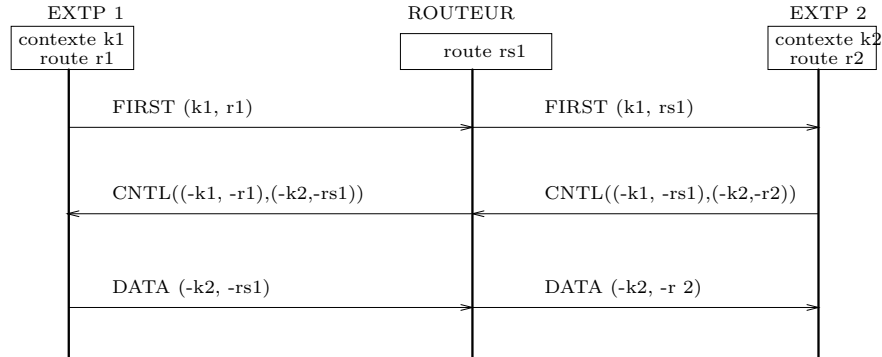 EXTP 1
ROUTEUR
EXTP 2
contexte k1
route r1
route rs1
contexte k2
route r2
FIRST (k1, r1)
FIRST (k1, rs1)
CNTL((-k1, -r1),(-k2,-rs1))
CNTL((-k1, -rs1),(-k2,-r2))
DATA (-k2, -rs1)
DATA (-k2, -r 2)